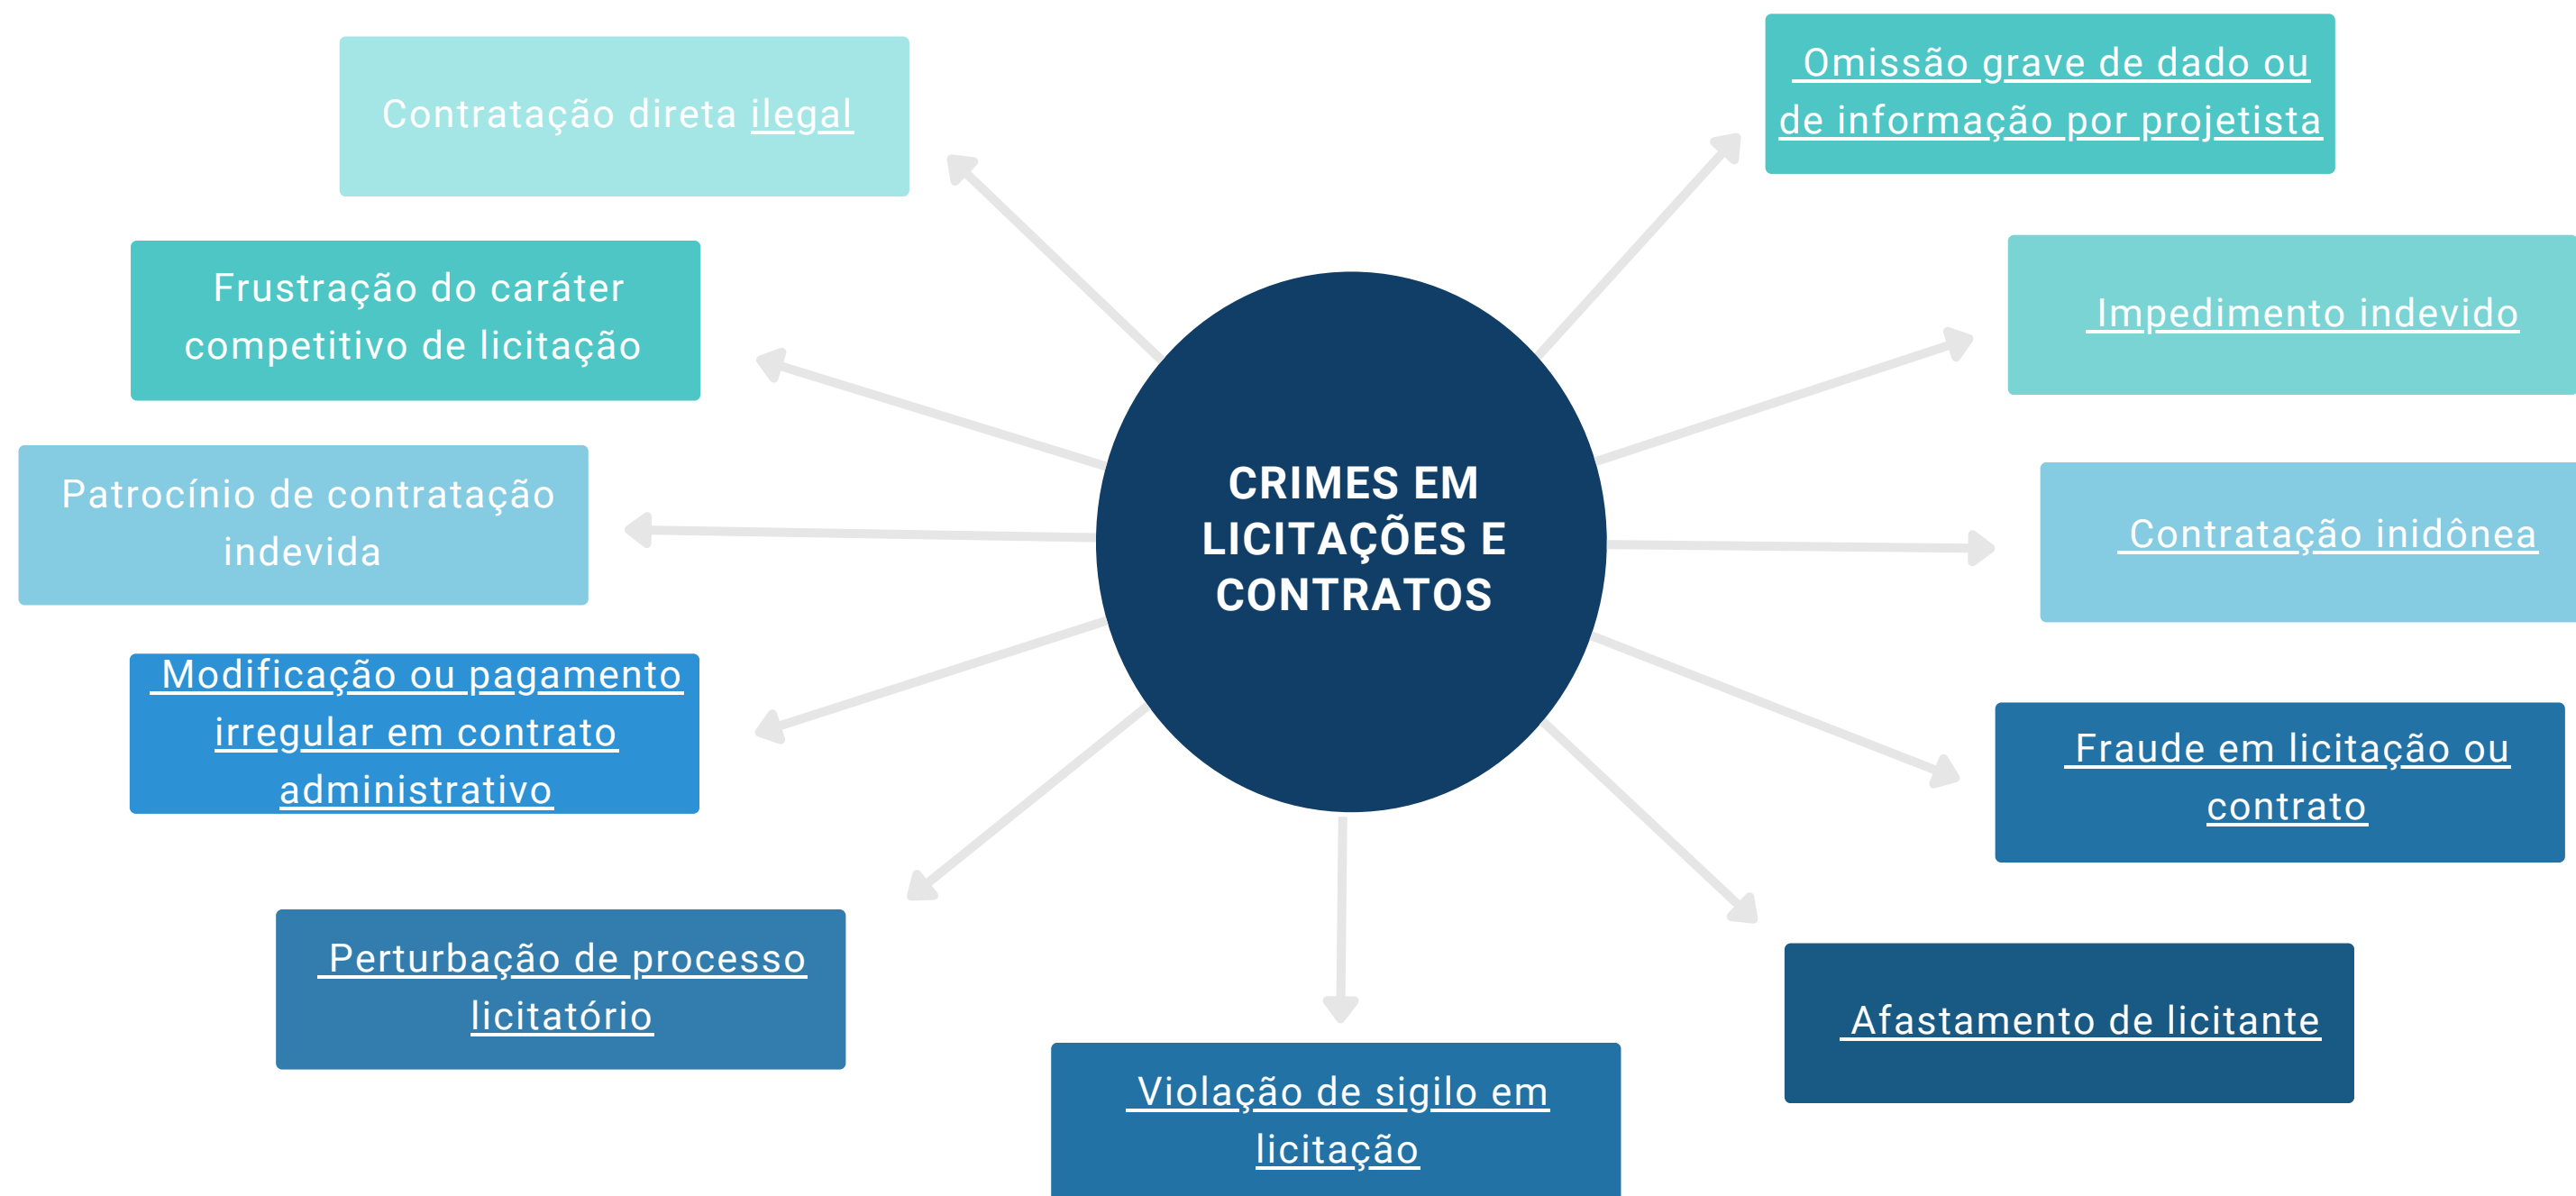 Contratação direta ilegal
Frustração do caráter
competitivo de licitação
Patrocínio de contratação
indevida
Modificação ou pagamento
irregular em contrato
administrativo
Perturbação de processo
licitatório
Violação de sigilo em
licitação
CRIMES EM
LICITAÇÕES E
CONTRATOS
Omissão grave de dado ou
de informação por projetista
Impedimento indevido
Contratação inidônea
Fraude em licitação ou
contrato
Afastamento de licitante